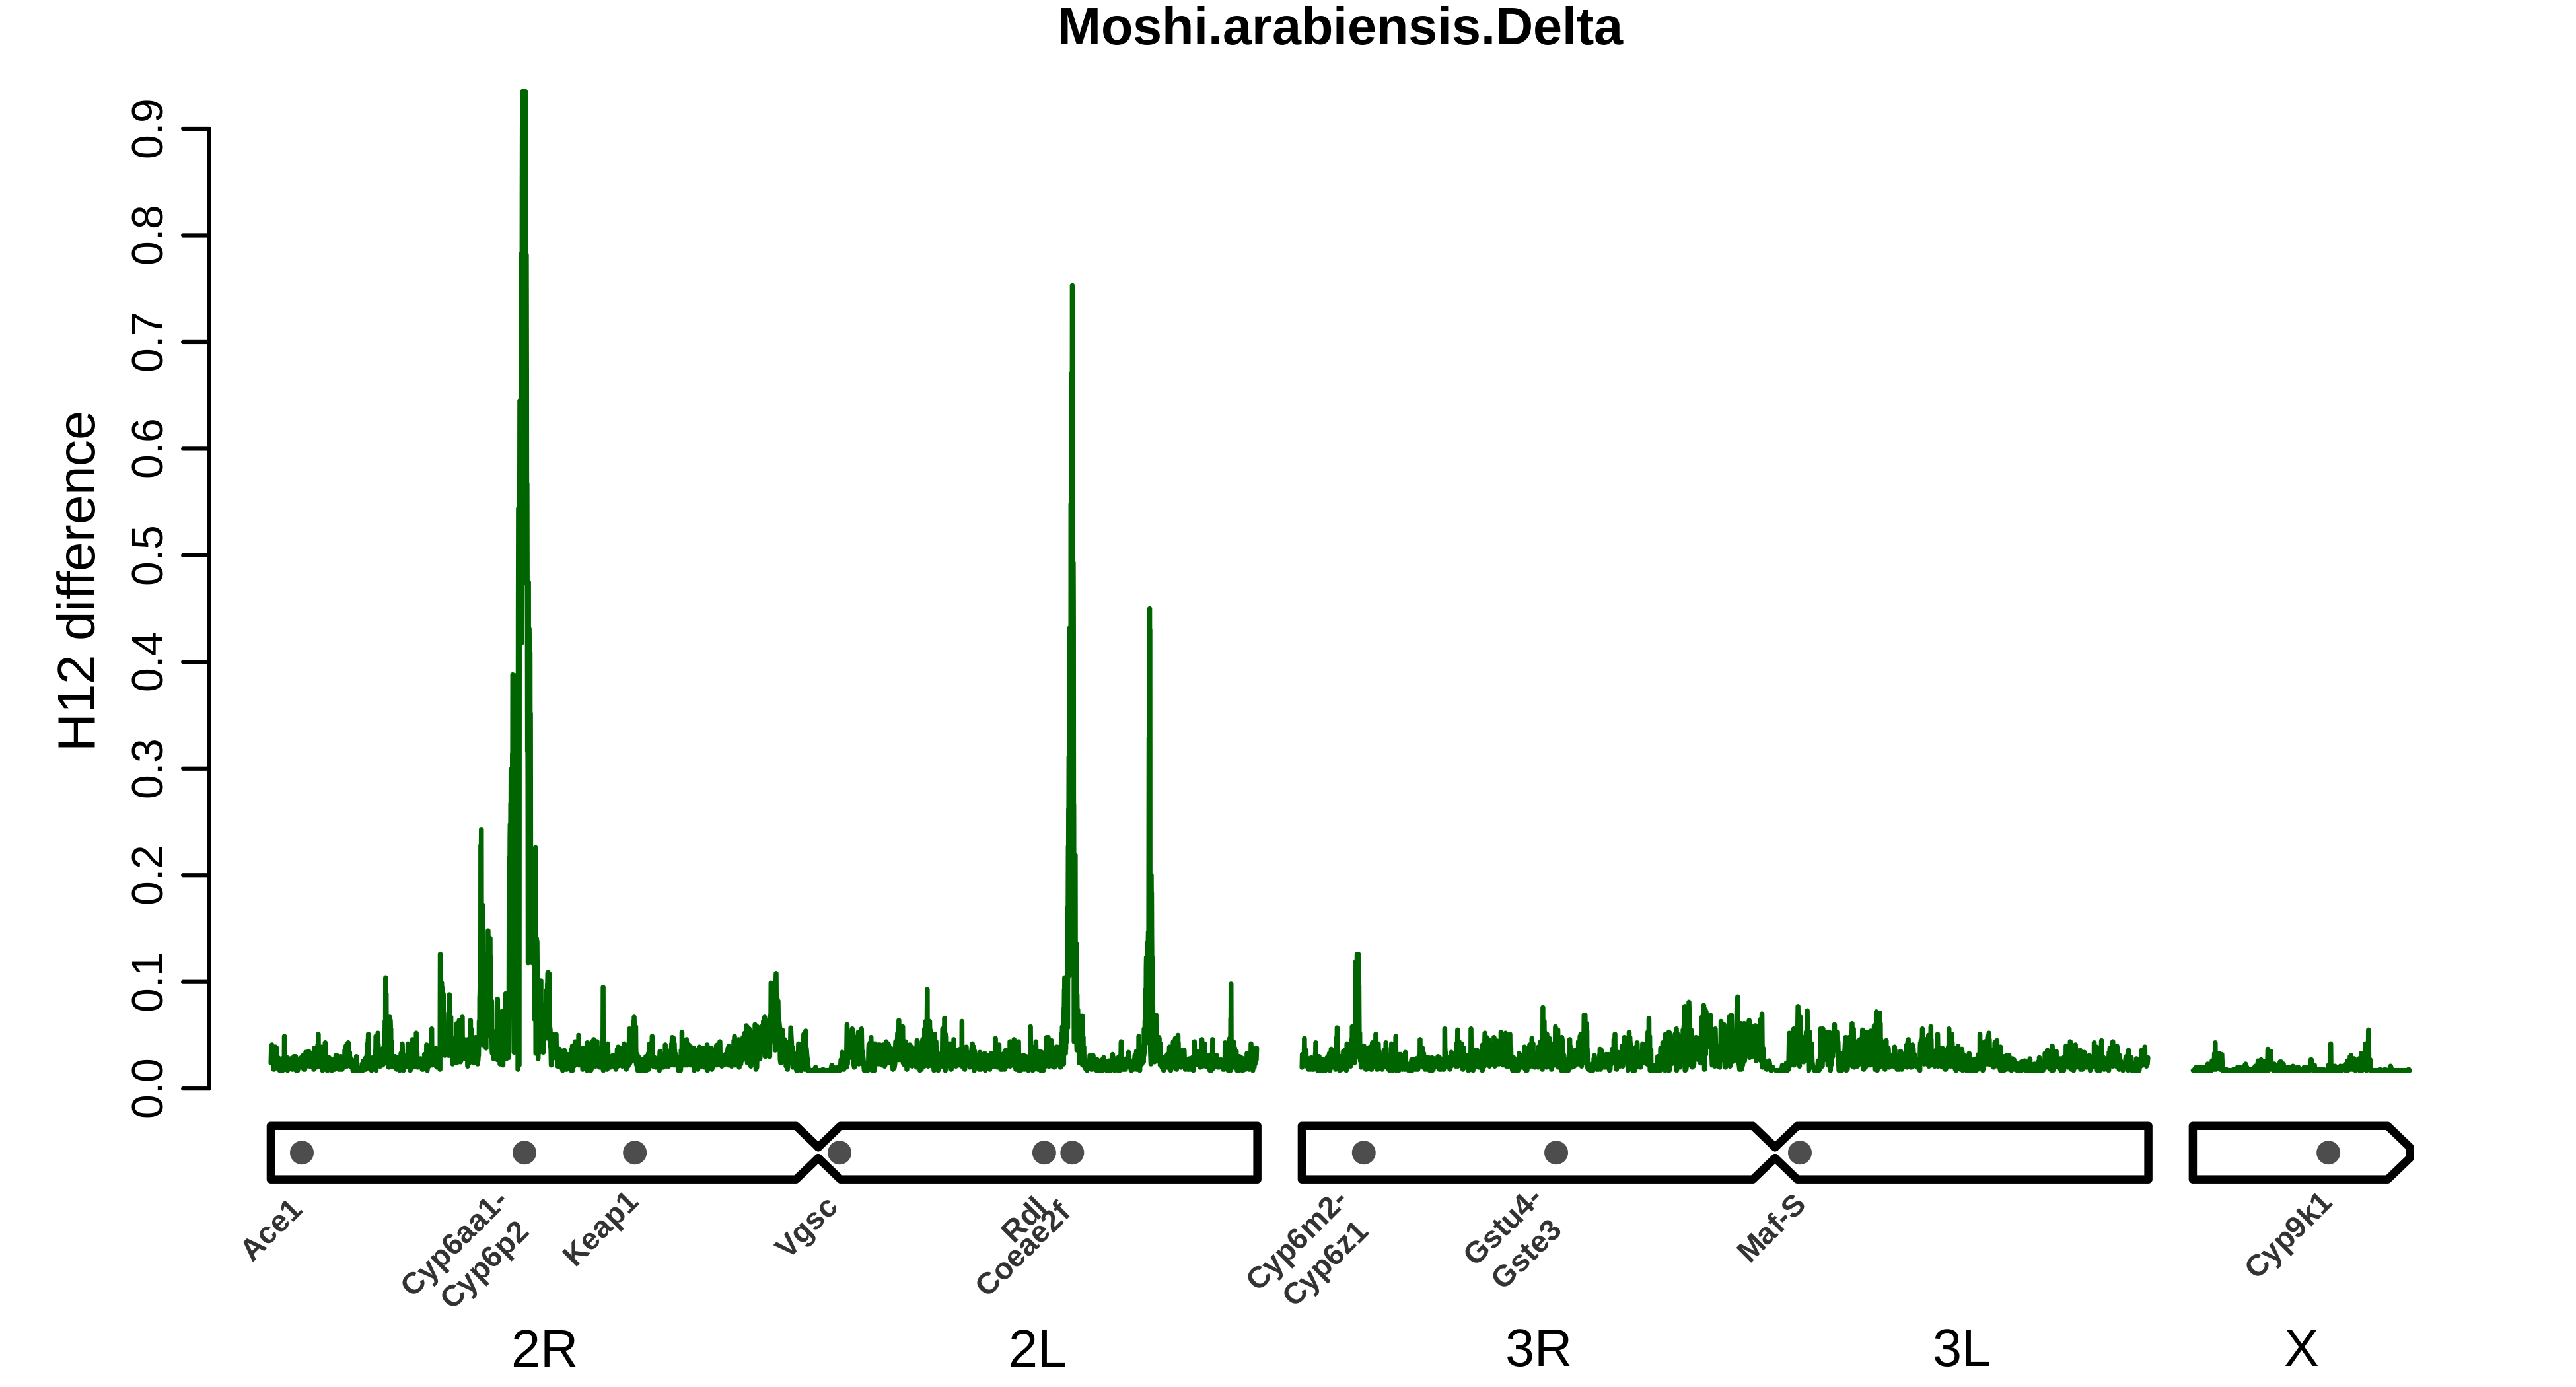 Moshi.arabiensis.Delta
H12 difference
0.9
0.8
0.7
0.6
0.5
0.4
0.3
0.2
0.1
0.0
Ace1
Cyp6aa1-
Cyp6p2
Keap1
Vgsc
Rdl
Coeae2f
Cyp6m2-
Cyp6z1
Gstu4-
Gste3
Maf-S
Cyp9k1
2R
2L
3R
3L
X